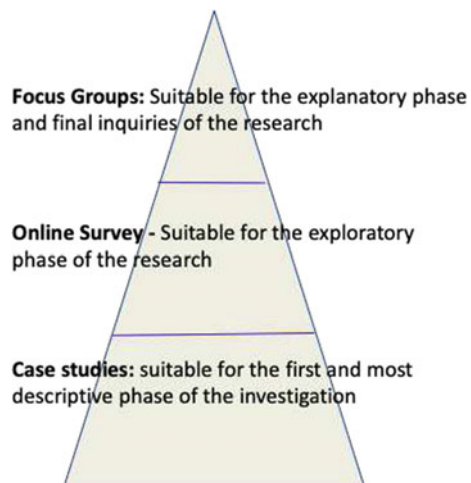 Focus Groups: Suitable for the explanatory phase
and final inquiries of the research
Online Survey - Suitable for the exploratory
phase of the research
Case studies: suitable for the first and most
descriptive phase of the investigation